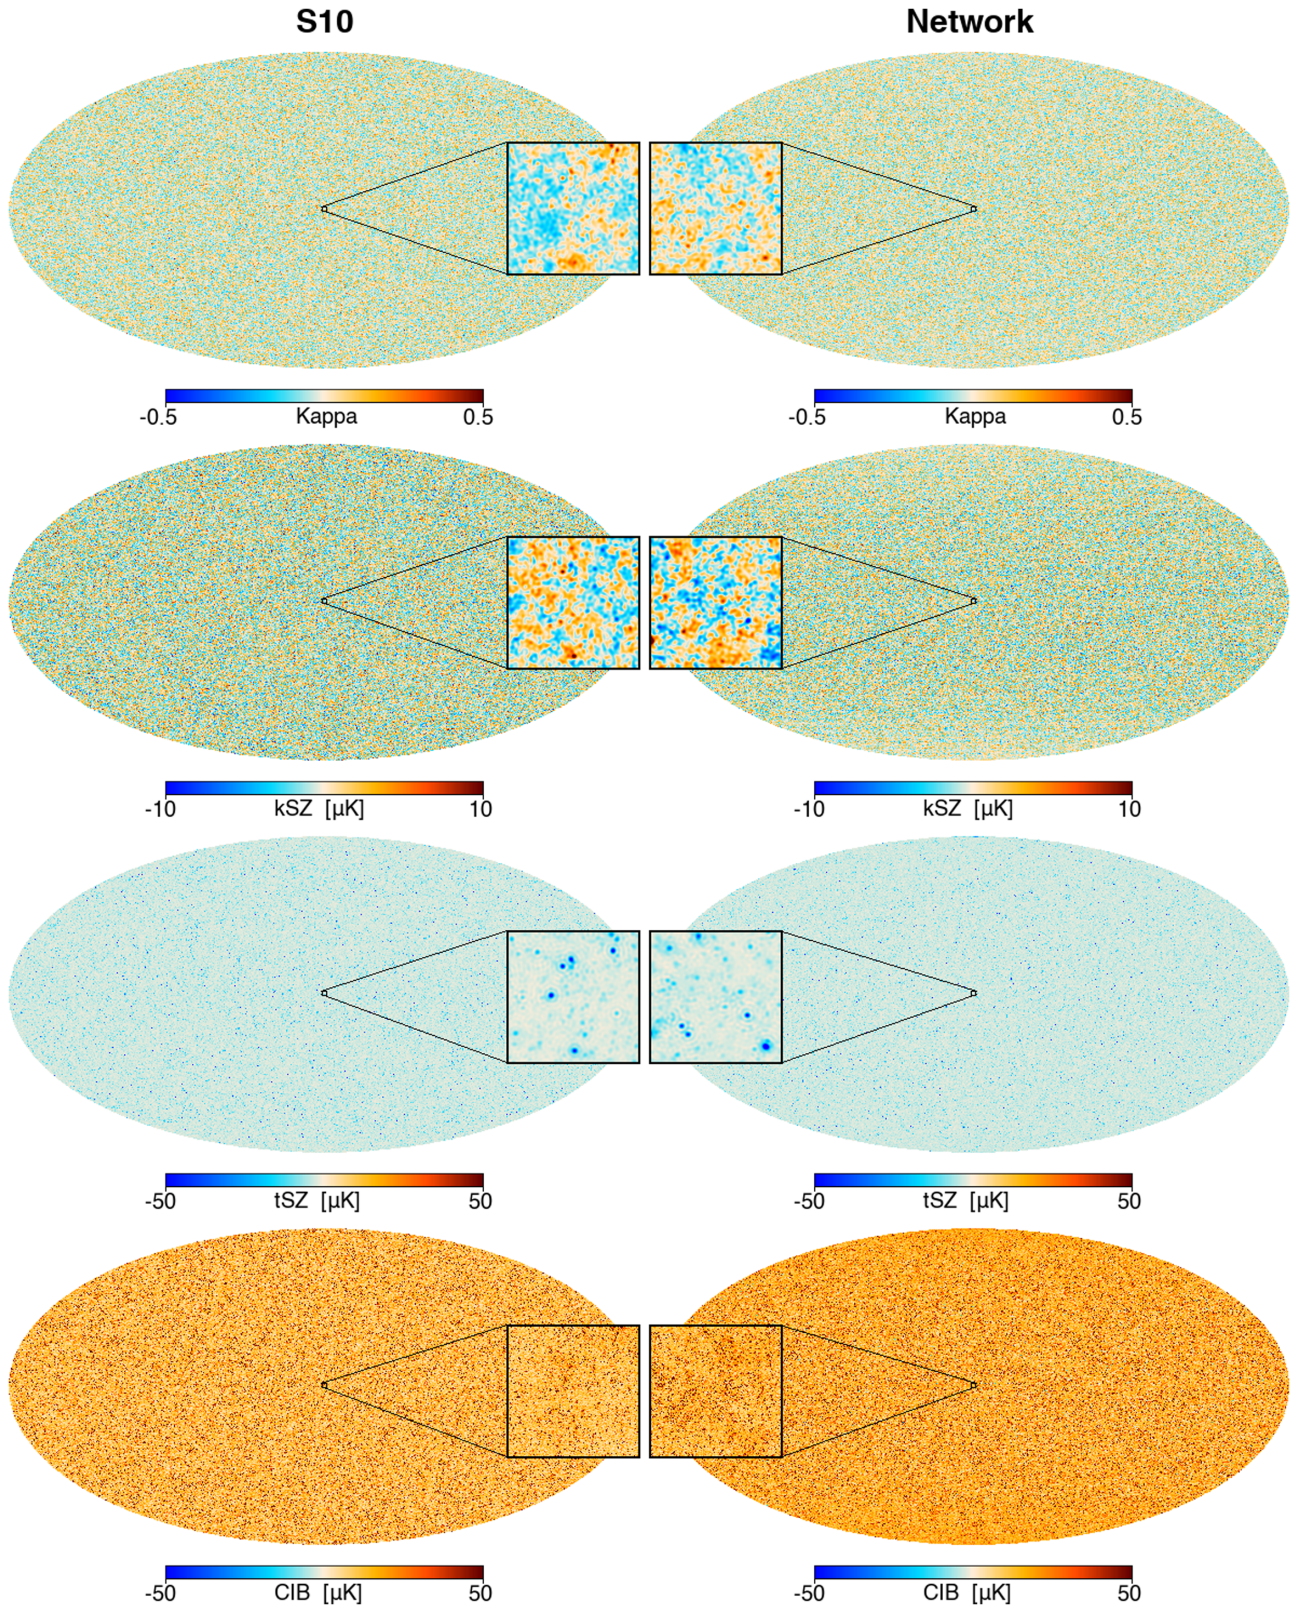 S10 Network
-0.5 Kappa 0.5 -0.5 Kappa 0.5
-10 kSZ [µK] 10 -10 kSZ [µK] 10
-50 tSZ [µK] 50 -50 tSZ [µK] 50
-50 CIB [µK] 50 -50 CIB [µK] 50